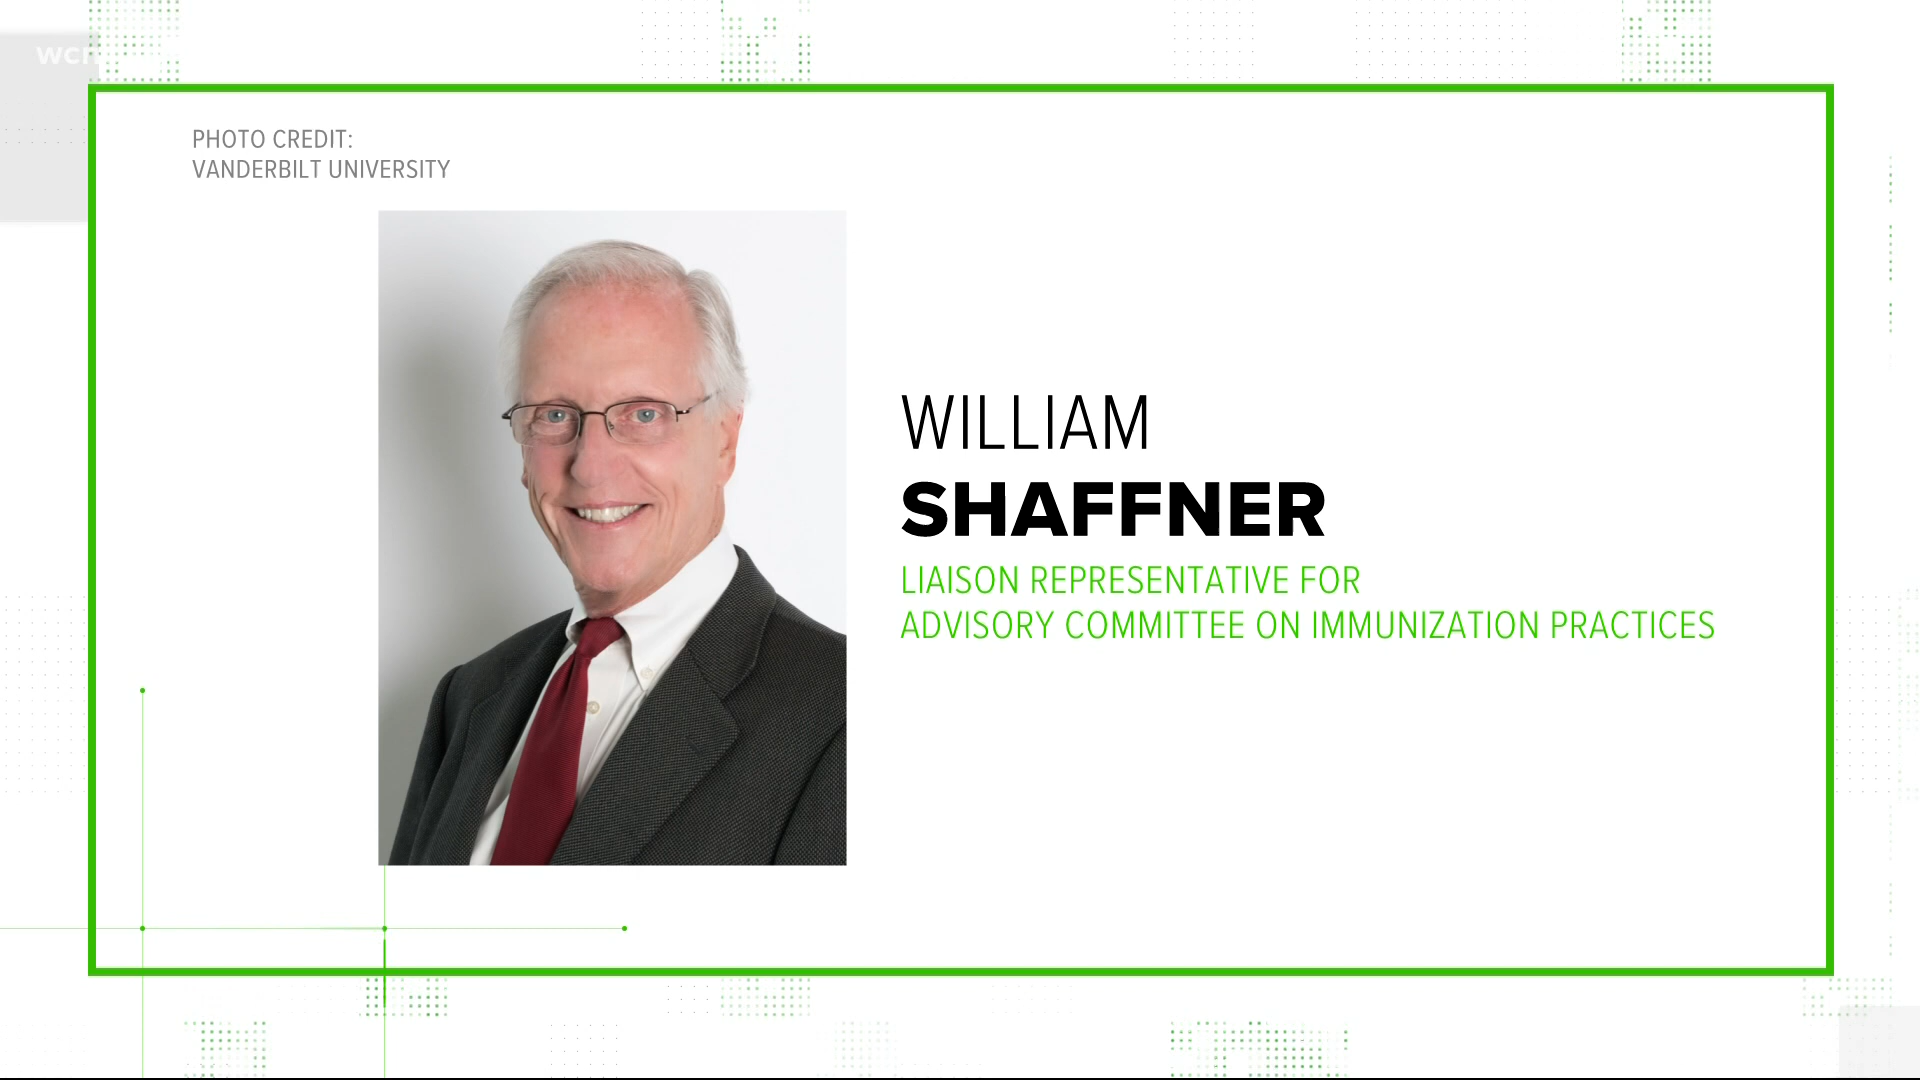 PHOTO CREDIT:
VANDERBILT UNIVERSITY
WILLIAM
SHAFFNER
LIAISON REPRESENTATIVE FOR
ADVISORY COMMITTEE ON IMMUNIZATION PRACTICES